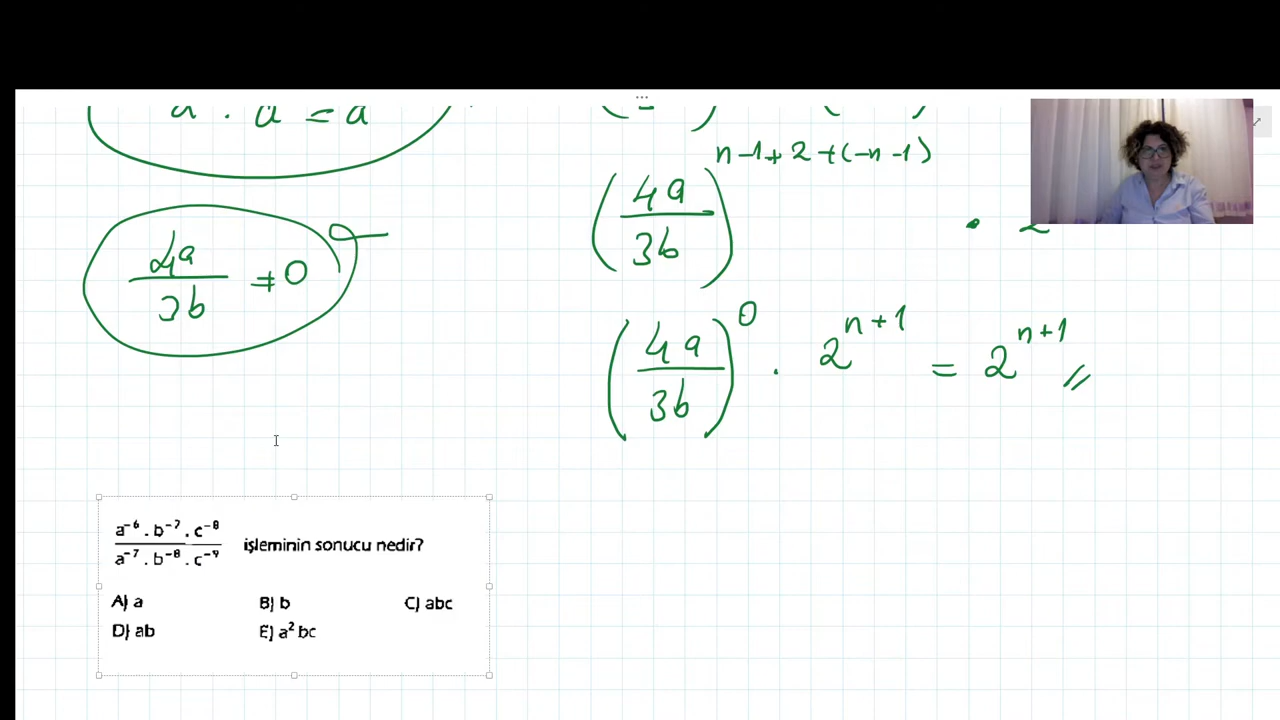 a . a = a
n-1+2+(-n-1)
(4a/3b) . 2
4a/3b ≠ 0
(4a/3b)^0 . 2^{n+1} = 2^{n+1} //
a⁻⁶ . b⁻⁷ . c⁻⁸
a⁻⁷ . b⁻⁸ . c⁻⁹ işleminin sonucu nedir?
A) a B) b C) abc
D) ab E) a² bc